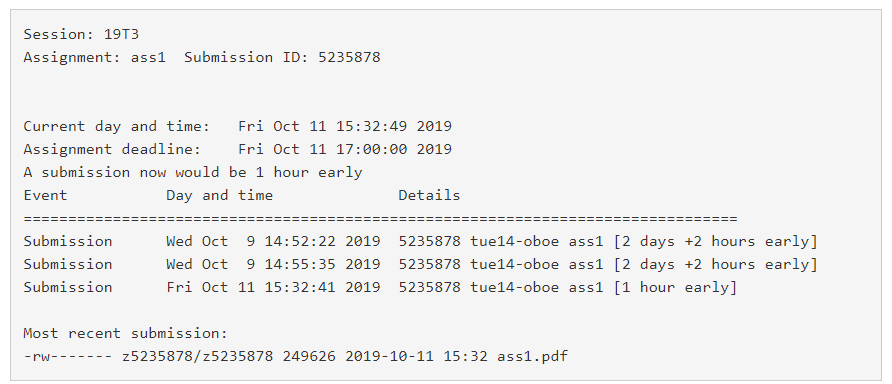 Session: 19T3
Assignment: ass1  Submission ID: 5235878
Current day and time:   Fri Oct 11 15:32:49 2019
Assignment deadline:    Fri Oct 11 17:00:00 2019
A submission now would be 1 hour early
Event           Day and time              Details
================================================================================
Submission      Wed Oct  9 14:52:22 2019  5235878 tue14-oboe ass1 [2 days +2 hours early]
Submission      Wed Oct  9 14:55:35 2019  5235878 tue14-oboe ass1 [2 days +2 hours early]
Submission      Fri Oct 11 15:32:41 2019  5235878 tue14-oboe ass1 [1 hour early]
Most recent submission:
-rw------- z5235878/z5235878 249626 2019-10-11 15:32 ass1.pdf